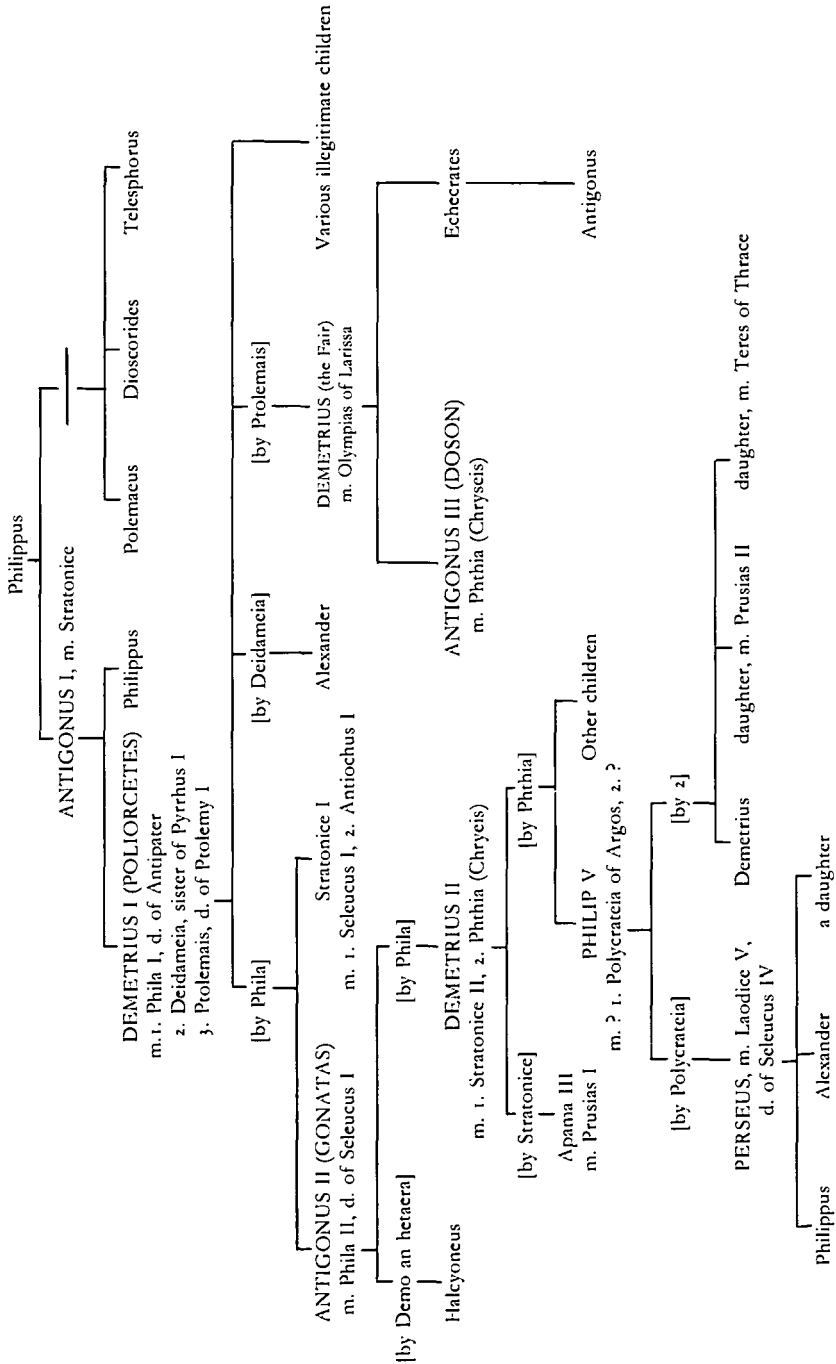 Philippus
ANTIGONUS I, m. Stratonice
Polemaeus
Dioscorides
Telesphorus
DEMETRIUS I (POLIORCETES)
m. 1. Phila I, d. of Antipater
2. Deidameia, sister of Pyrrhus I
3. Ptolemais, d. of Ptolemy I
Philippus
[by Phila]
[by Deidameia]
[by Ptolemais]
Various illegitimate children
ANTIGONUS II (GONATAS)
m. Phila II, d. of Seleucus I
Stratonice I
m. 1. Seleucus I, 2. Antiochus I
Alexander
DEMETRIUS (the Fair)
m. Olympias of Larissa
[by Demo an hetaera]
[by Phila]
Halcyoneus
DEMETRIUS II
m. 1. Stratonice II, 2. Phthia (Chryeis)
ANTIGONUS III (DOSON)
m. Phthia (Chryseis)
Echecrates
[by Stratonice]
[by Phthia]
Antigonus
Apama III
m. Prusias I
PHILIP V
m. ? 1. Polycrateia of Argos, 2. ?
Other children
[by Polycrateia]
[by 2]
PERSEUS, m. Laodice V,
d. of Seleucus IV
Demetrius
daughter, m. Prusias II
daughter, m. Teres of Thrace
Philippus
Alexander
a daughter